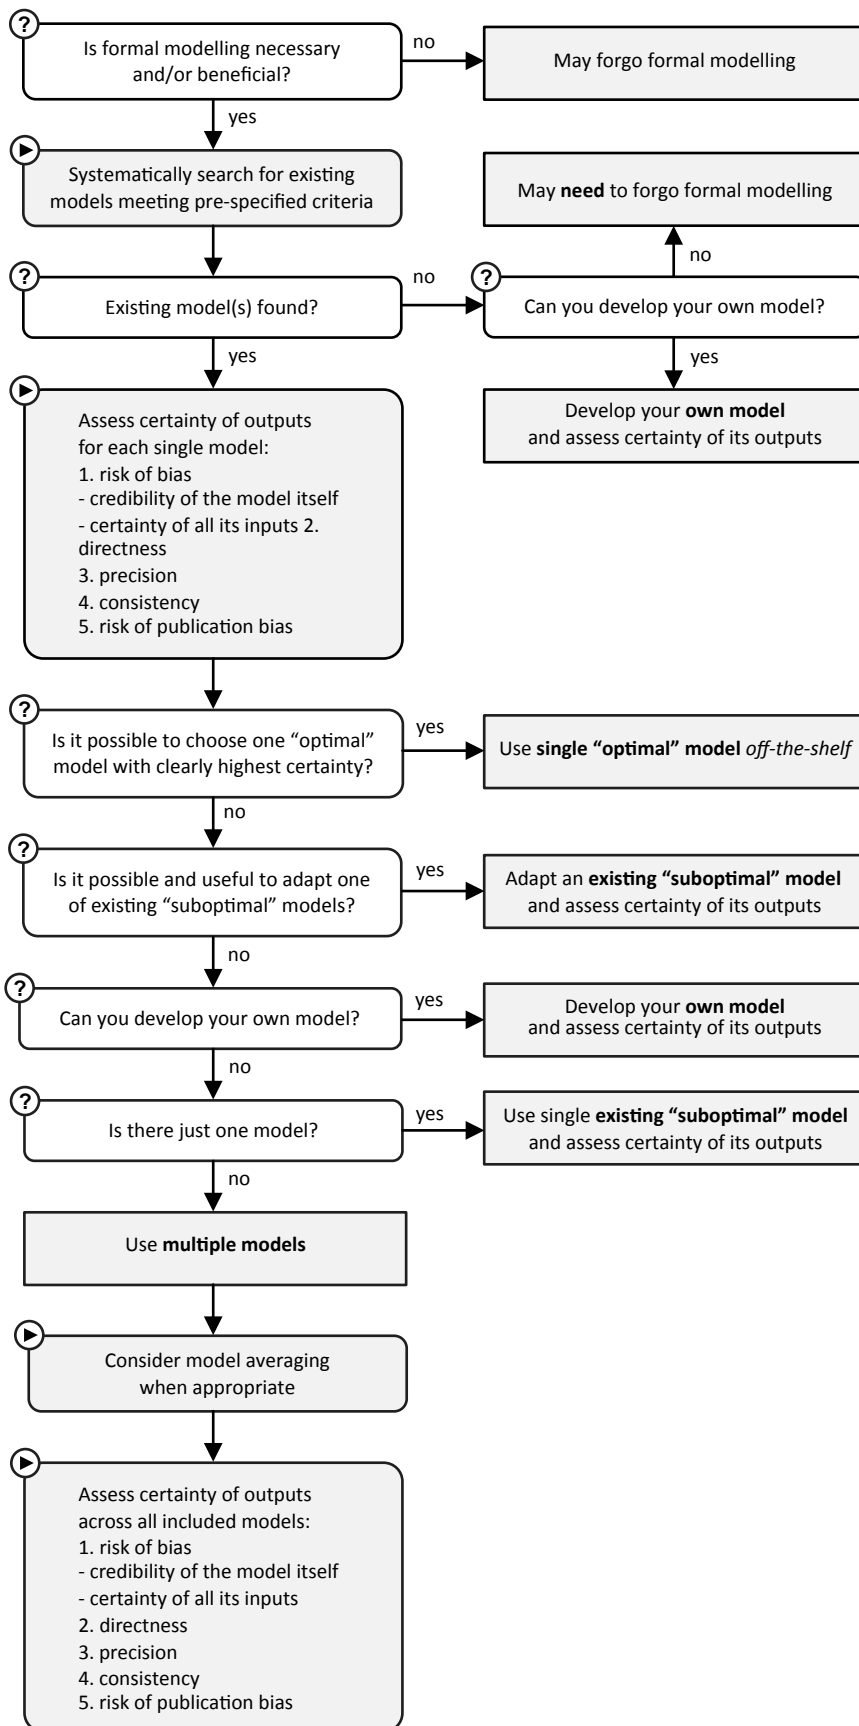 ?
Is formal modelling necessary
and/or beneficial?
no
May forgo formal modelling
yes
Systematically search for existing
models meeting pre-specified criteria
May need to forgo formal modelling
no
?
Existing model(s) found?
no
?
Can you develop your own model?
yes
yes
Develop your own model
and assess certainty of its outputs
Assess certainty of outputs
for each single model:
1. risk of bias
- credibility of the model itself
- certainty of all its inputs 2.
directness
3. precision
4. consistency
5. risk of publication bias
?
Is it possible to choose one “optimal”
model with clearly highest certainty?
yes
Use single “optimal” model off-the-shelf
no
?
Is it possible and useful to adapt one
of existing “suboptimal” models?
yes
Adapt an existing “suboptimal” model
and assess certainty of its outputs
no
?
Can you develop your own model?
yes
Develop your own model
and assess certainty of its outputs
no
?
Is there just one model?
yes
Use single existing “suboptimal” model
and assess certainty of its outputs
no
Use multiple models
Consider model averaging
when appropriate
Assess certainty of outputs
across all included models:
1. risk of bias
- credibility of the model itself
- certainty of all its inputs
2. directness
3. precision
4. consistency
5. risk of publication bias